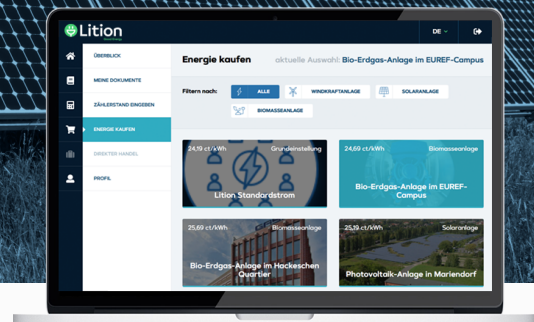 Lition
DE
ÜBERBLICK
MEINE DOKUMENTE
ZÄHLERSTAND EINGEBEN
ENERGIE KAUFEN
DIREKTER HANDEL
PROFIL
Energie kaufen
aktuelle Auswahl: Bio-Erdgas-Anlage im EUREF-Campus
Filtern nach:
ALLE
WINDKRAFTANLAGE
SOLARANLAGE
BIOMASSEANLAGE
24,19 ct/kWh
Grundeinstellung
Lition Standardstrom
24,69 ct/kWh
Biomasseanlage
Bio-Erdgas-Anlage im EUREF-
Campus
25,69 ct/kWh
Biomasseanlage
Bio-Erdgas-Anlage im Hackeschen
Quartier
25,19 ct/kWh
Solaranlage
Photovoltaik-Anlage in Mariendorf